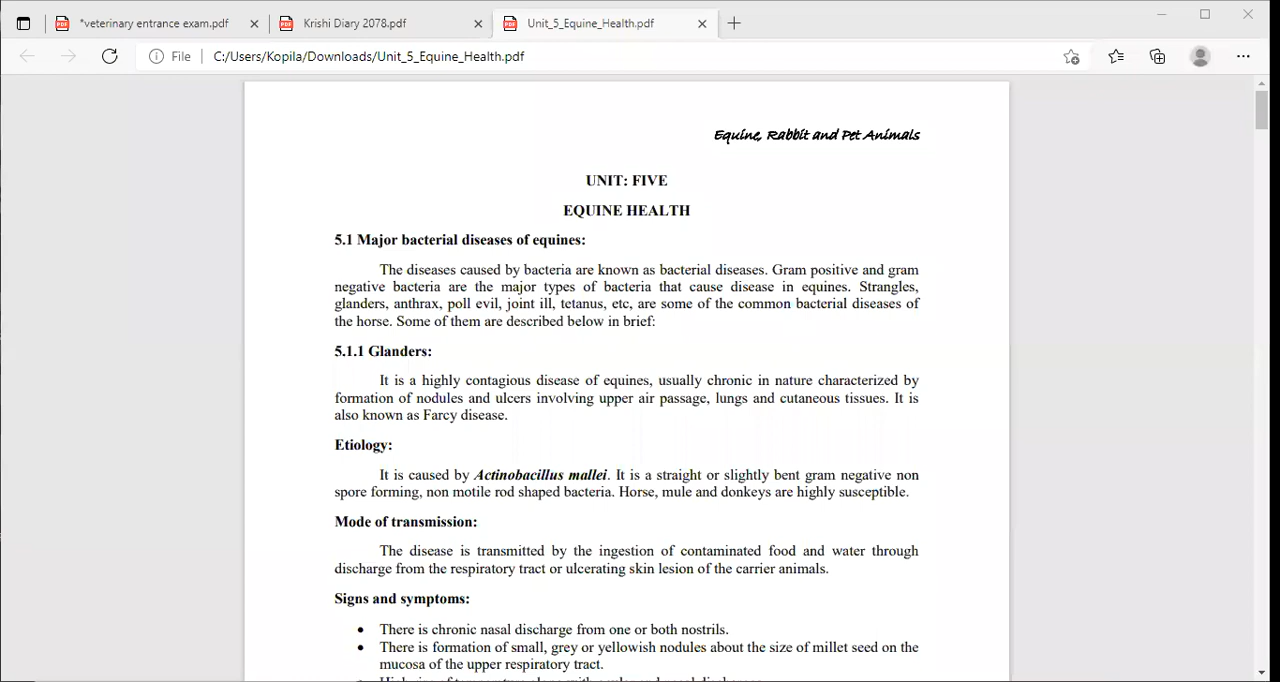 *veterinary entrance exam.pdf
Krishi Diary 2078.pdf
Unit_5_Equine_Health.pdf
File
C:/Users/Kopila/Downloads/Unit_5_Equine_Health.pdf
Equine, Rabbit and Pet Animals
UNIT: FIVE
EQUINE HEALTH
5.1 Major bacterial diseases of equines:
The diseases caused by bacteria are known as bacterial diseases. Gram positive and gram
negative bacteria are the major types of bacteria that cause disease in equines. Strangles,
glanders, anthrax, poll evil, joint ill, tetanus, etc, are some of the common bacterial diseases of
the horse. Some of them are described below in brief:
5.1.1 Glanders:
It is a highly contagious disease of equines, usually chronic in nature characterized by
formation of nodules and ulcers involving upper air passage, lungs and cutaneous tissues. It is
also known as Farcy disease.
Etiology:
It is caused by Actinobacillus mallei. It is a straight or slightly bent gram negative non
spore forming, non motile rod shaped bacteria. Horse, mule and donkeys are highly susceptible.
Mode of transmission:
The disease is transmitted by the ingestion of contaminated food and water through
discharge from the respiratory tract or ulcerating skin lesion of the carrier animals.
Signs and symptoms:
• There is chronic nasal discharge from one or both nostrils.
• There is formation of small, grey or yellowish nodules about the size of millet seed on the
mucosa of the upper respiratory tract.